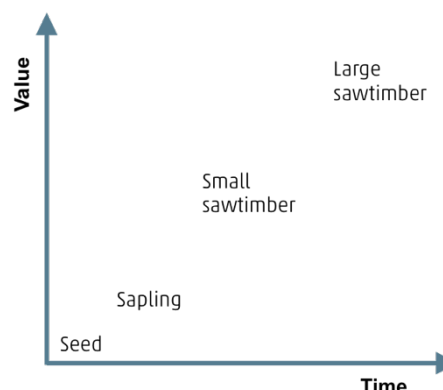 Value
Large
sawtimber
Small
sawtimber
Sapling
Seed
Time